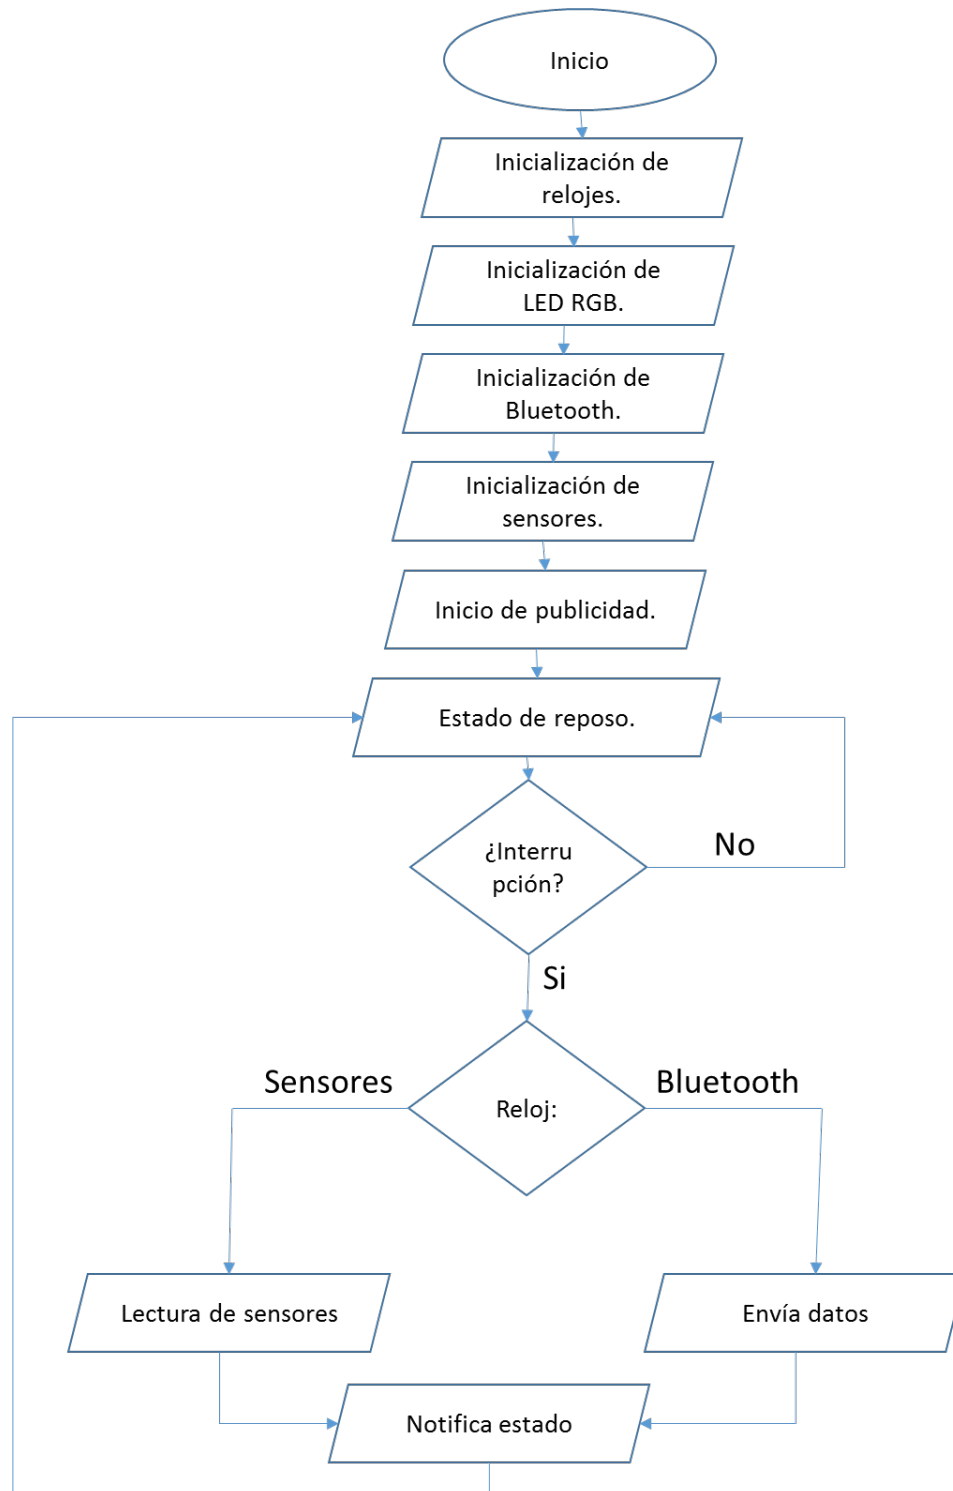 Inicio
Inicialización de
relojes.
Inicialización de
LED RGB.
Inicialización de
Bluetooth.
Inicialización de
sensores.
Inicio de publicidad.
Estado de reposo.
¿Interru
pción?
No
Si
Sensores
Bluetooth
Reloj:
Lectura de sensores
Envía datos
Notifica estado